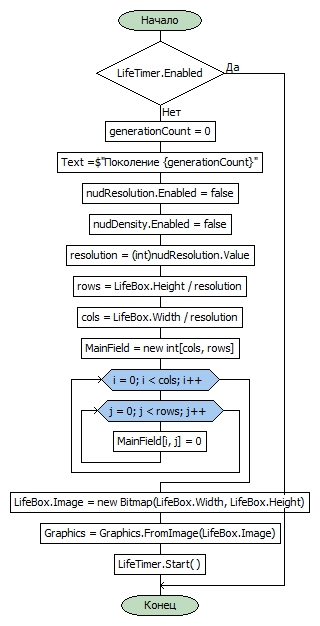 Начало
LifeTimer.Enabled
Да
Нет
generationCount = 0
Text =$"Поколение {generationCount}"
nudResolution.Enabled = false
nudDensity.Enabled = false
resolution = (int)nudResolution.Value
rows = LifeBox.Height / resolution
cols = LifeBox.Width / resolution
MainField = new int[cols, rows]
i = 0; i < cols; i++
j = 0; j < rows; j++
MainField[i, j] = 0
LifeBox.Image = new Bitmap(LifeBox.Width, LifeBox.Height)
Graphics = Graphics.FromImage(LifeBox.Image)
LifeTimer.Start( )
Конец